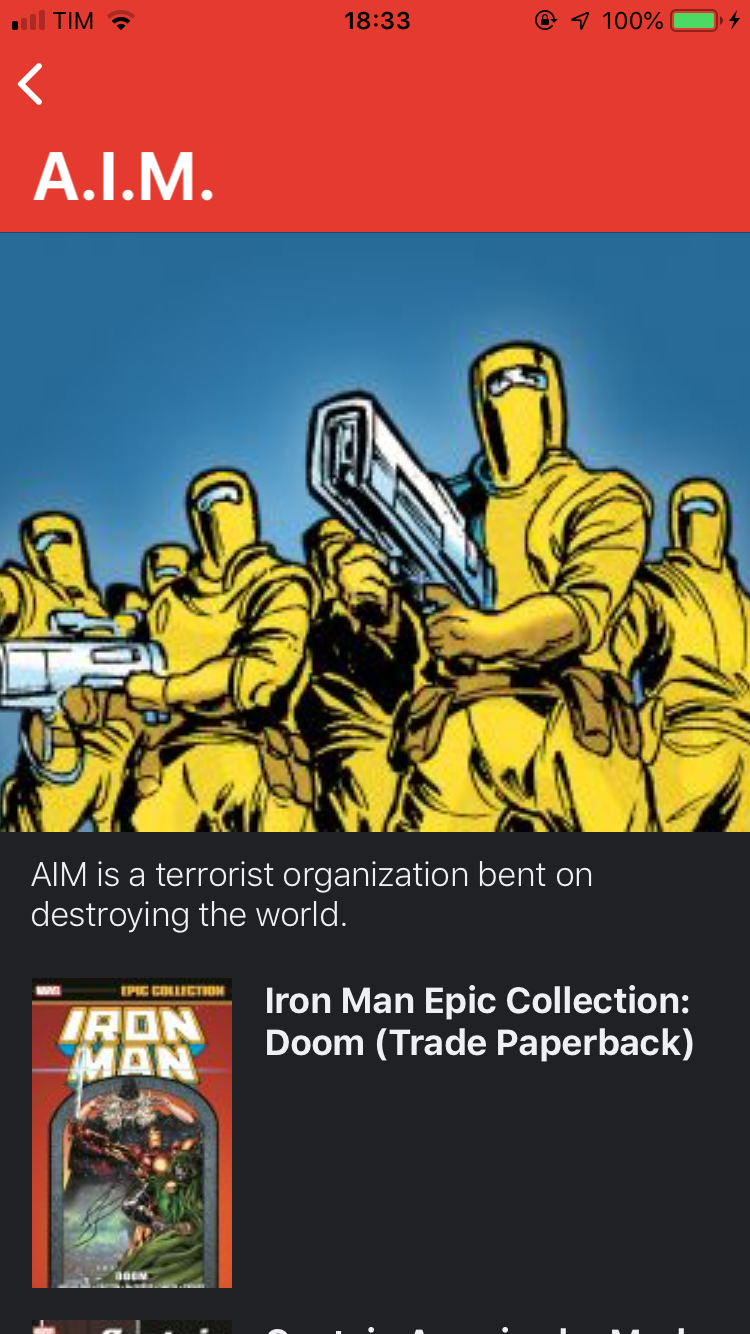 TIM 18:33 100%
A.I.M.
AIM is a terrorist organization bent on
destroying the world.
MARVEL EPIC COLLECTION
IRON
MAN
DOOM
Iron Man Epic Collection:
Doom (Trade Paperback)